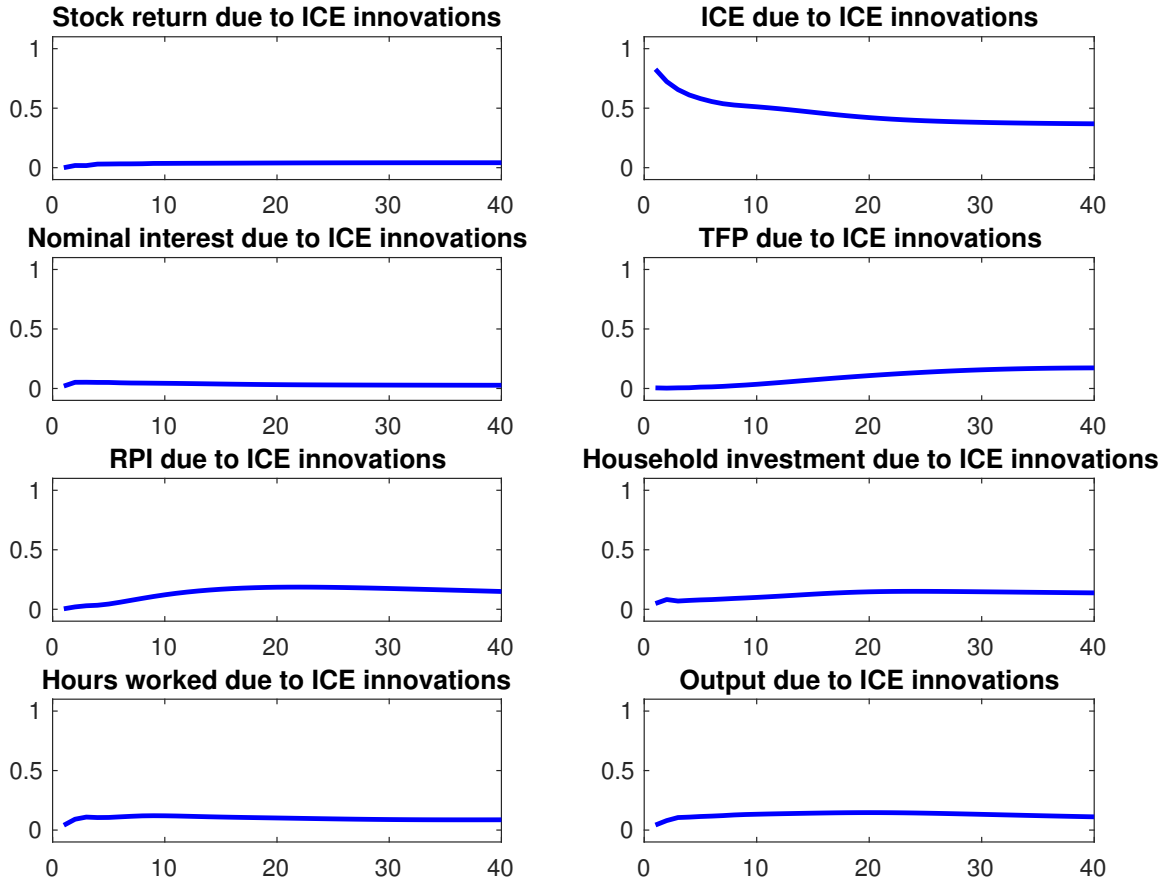 Stock return due to ICE innovations
1
0.5
0
0 10 20 30 40
ICE due to ICE innovations
1
0.5
0
0 10 20 30 40
Nominal interest due to ICE innovations
1
0.5
0
0 10 20 30 40
TFP due to ICE innovations
1
0.5
0
0 10 20 30 40
RPI due to ICE innovations
1
0.5
0
0 10 20 30 40
Household investment due to ICE innovations
1
0.5
0
0 10 20 30 40
Hours worked due to ICE innovations
1
0.5
0
0 10 20 30 40
Output due to ICE innovations
1
0.5
0
0 10 20 30 40